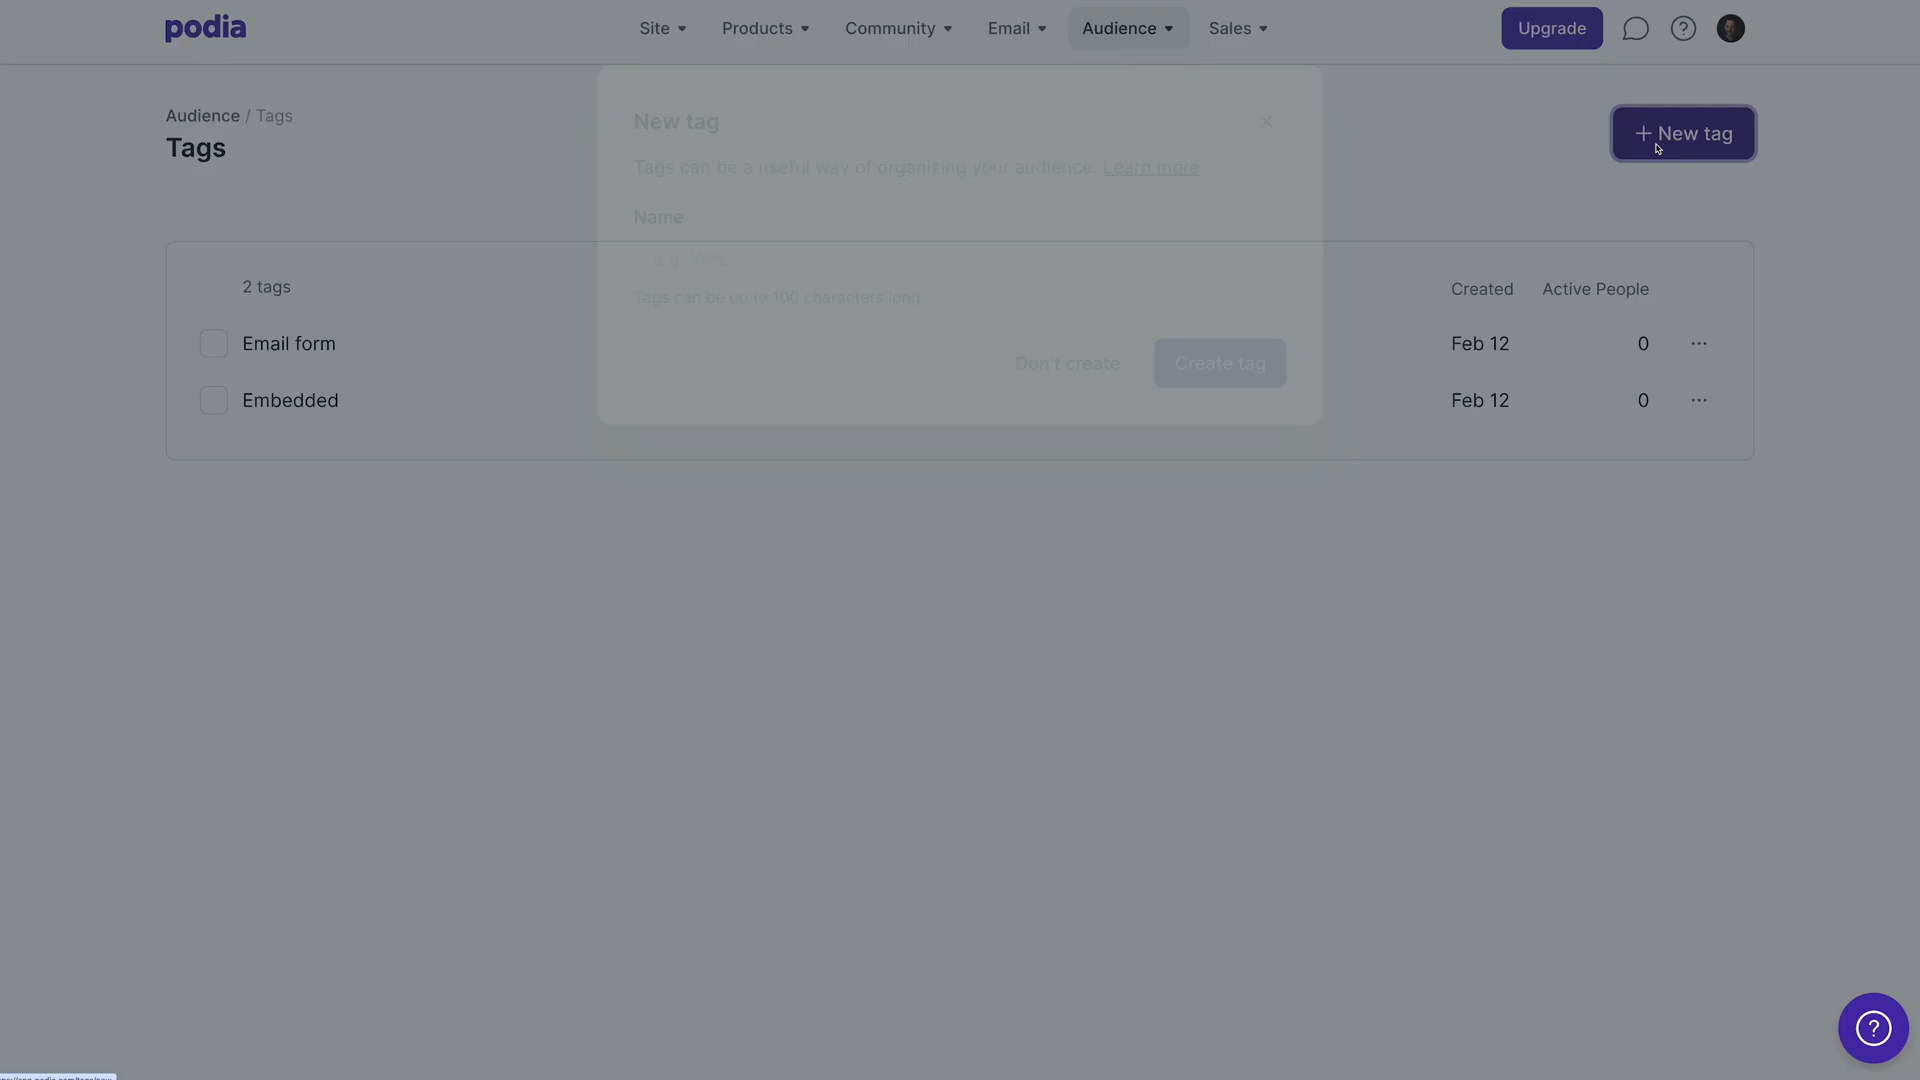 podia
Site
Products
Community
Email
Audience
Sales
Upgrade
Audience / Tags
Tags
+ New tag
New tag
Tags can be a useful way of organizing your audience. Learn more
Name
Tags can be up to 100 characters long
Don't create
Create tag
2 tags
Created
Active People
Email form
Feb 12
0
Embedded
Feb 12
0